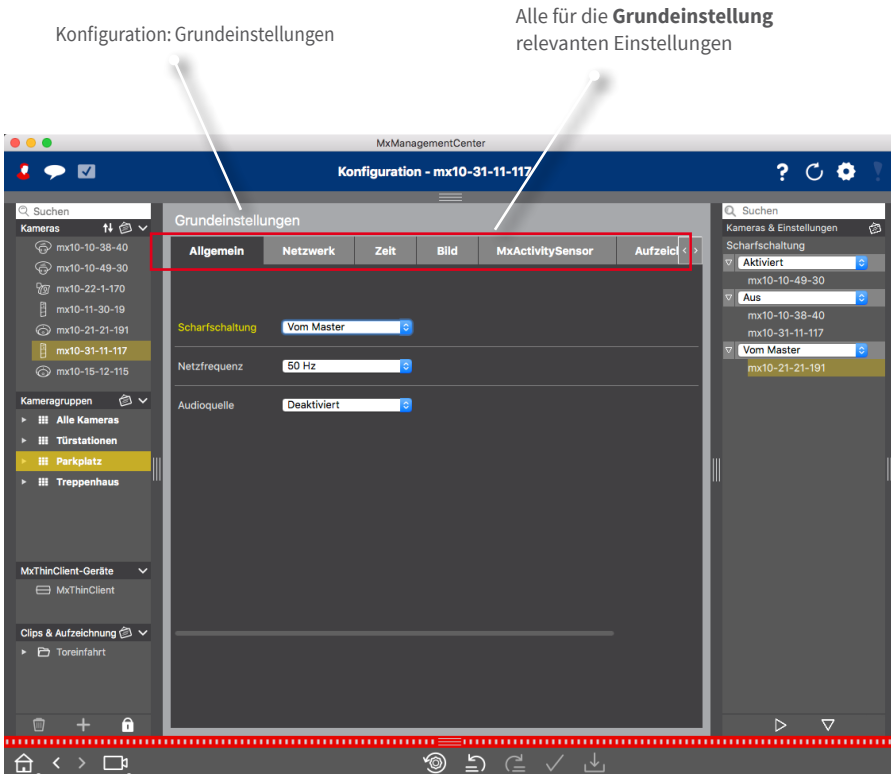 Konfiguration: Grundeinstellungen
Alle für die Grundeinstellung
relevanten Einstellungen
MxManagementCenter
Konfiguration - mx10-31-11-117
Suchen
Kameras
mx10-10-38-40
mx10-10-49-30
mx10-22-1-170
mx10-11-30-19
mx10-21-21-191
mx10-31-11-117
mx10-15-12-115
Kameragruppen
Alle Kameras
Türstationen
Parkplatz
Treppenhaus
MxThinClient-Geräte
MxThinClient
Clips & Aufzeichnung
Toreinfahrt
Grundeinstellungen
Allgemein
Netzwerk
Zeit
Bild
MxActivitySensor
Scharfschaltung
Vom Master
Netzfrequenz
50 Hz
Audioquelle
Deaktiviert
Suchen
Kameras & Einstellungen
Scharfschaltung
Aktiviert
mx10-10-49-30
Aus
mx10-10-38-40
mx10-31-11-117
Vom Master
mx10-21-21-191